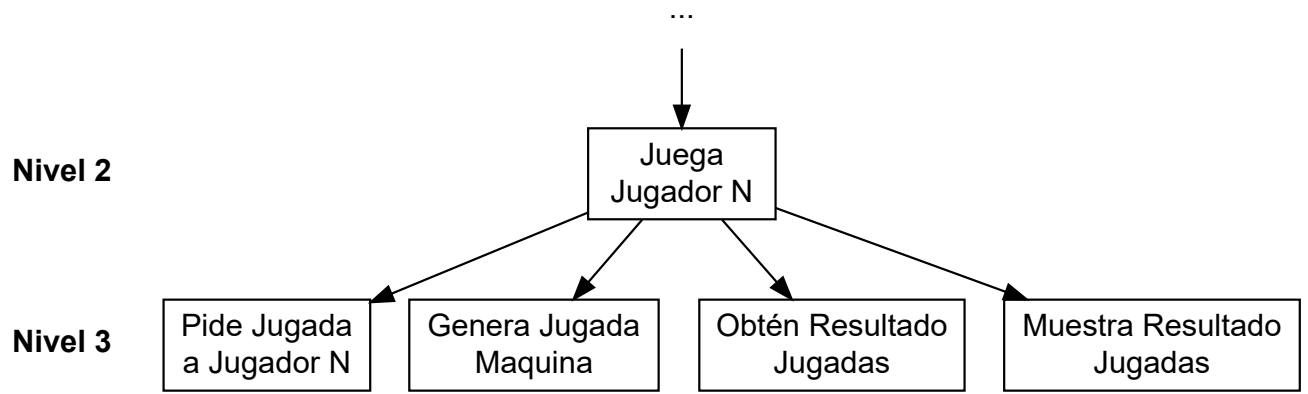 ...
Nivel 2
Juega
Jugador N
Nivel 3
Pide Jugada
a Jugador N
Genera Jugada
Maquina
Obtén Resultado
Jugadas
Muestra Resultado
Jugadas